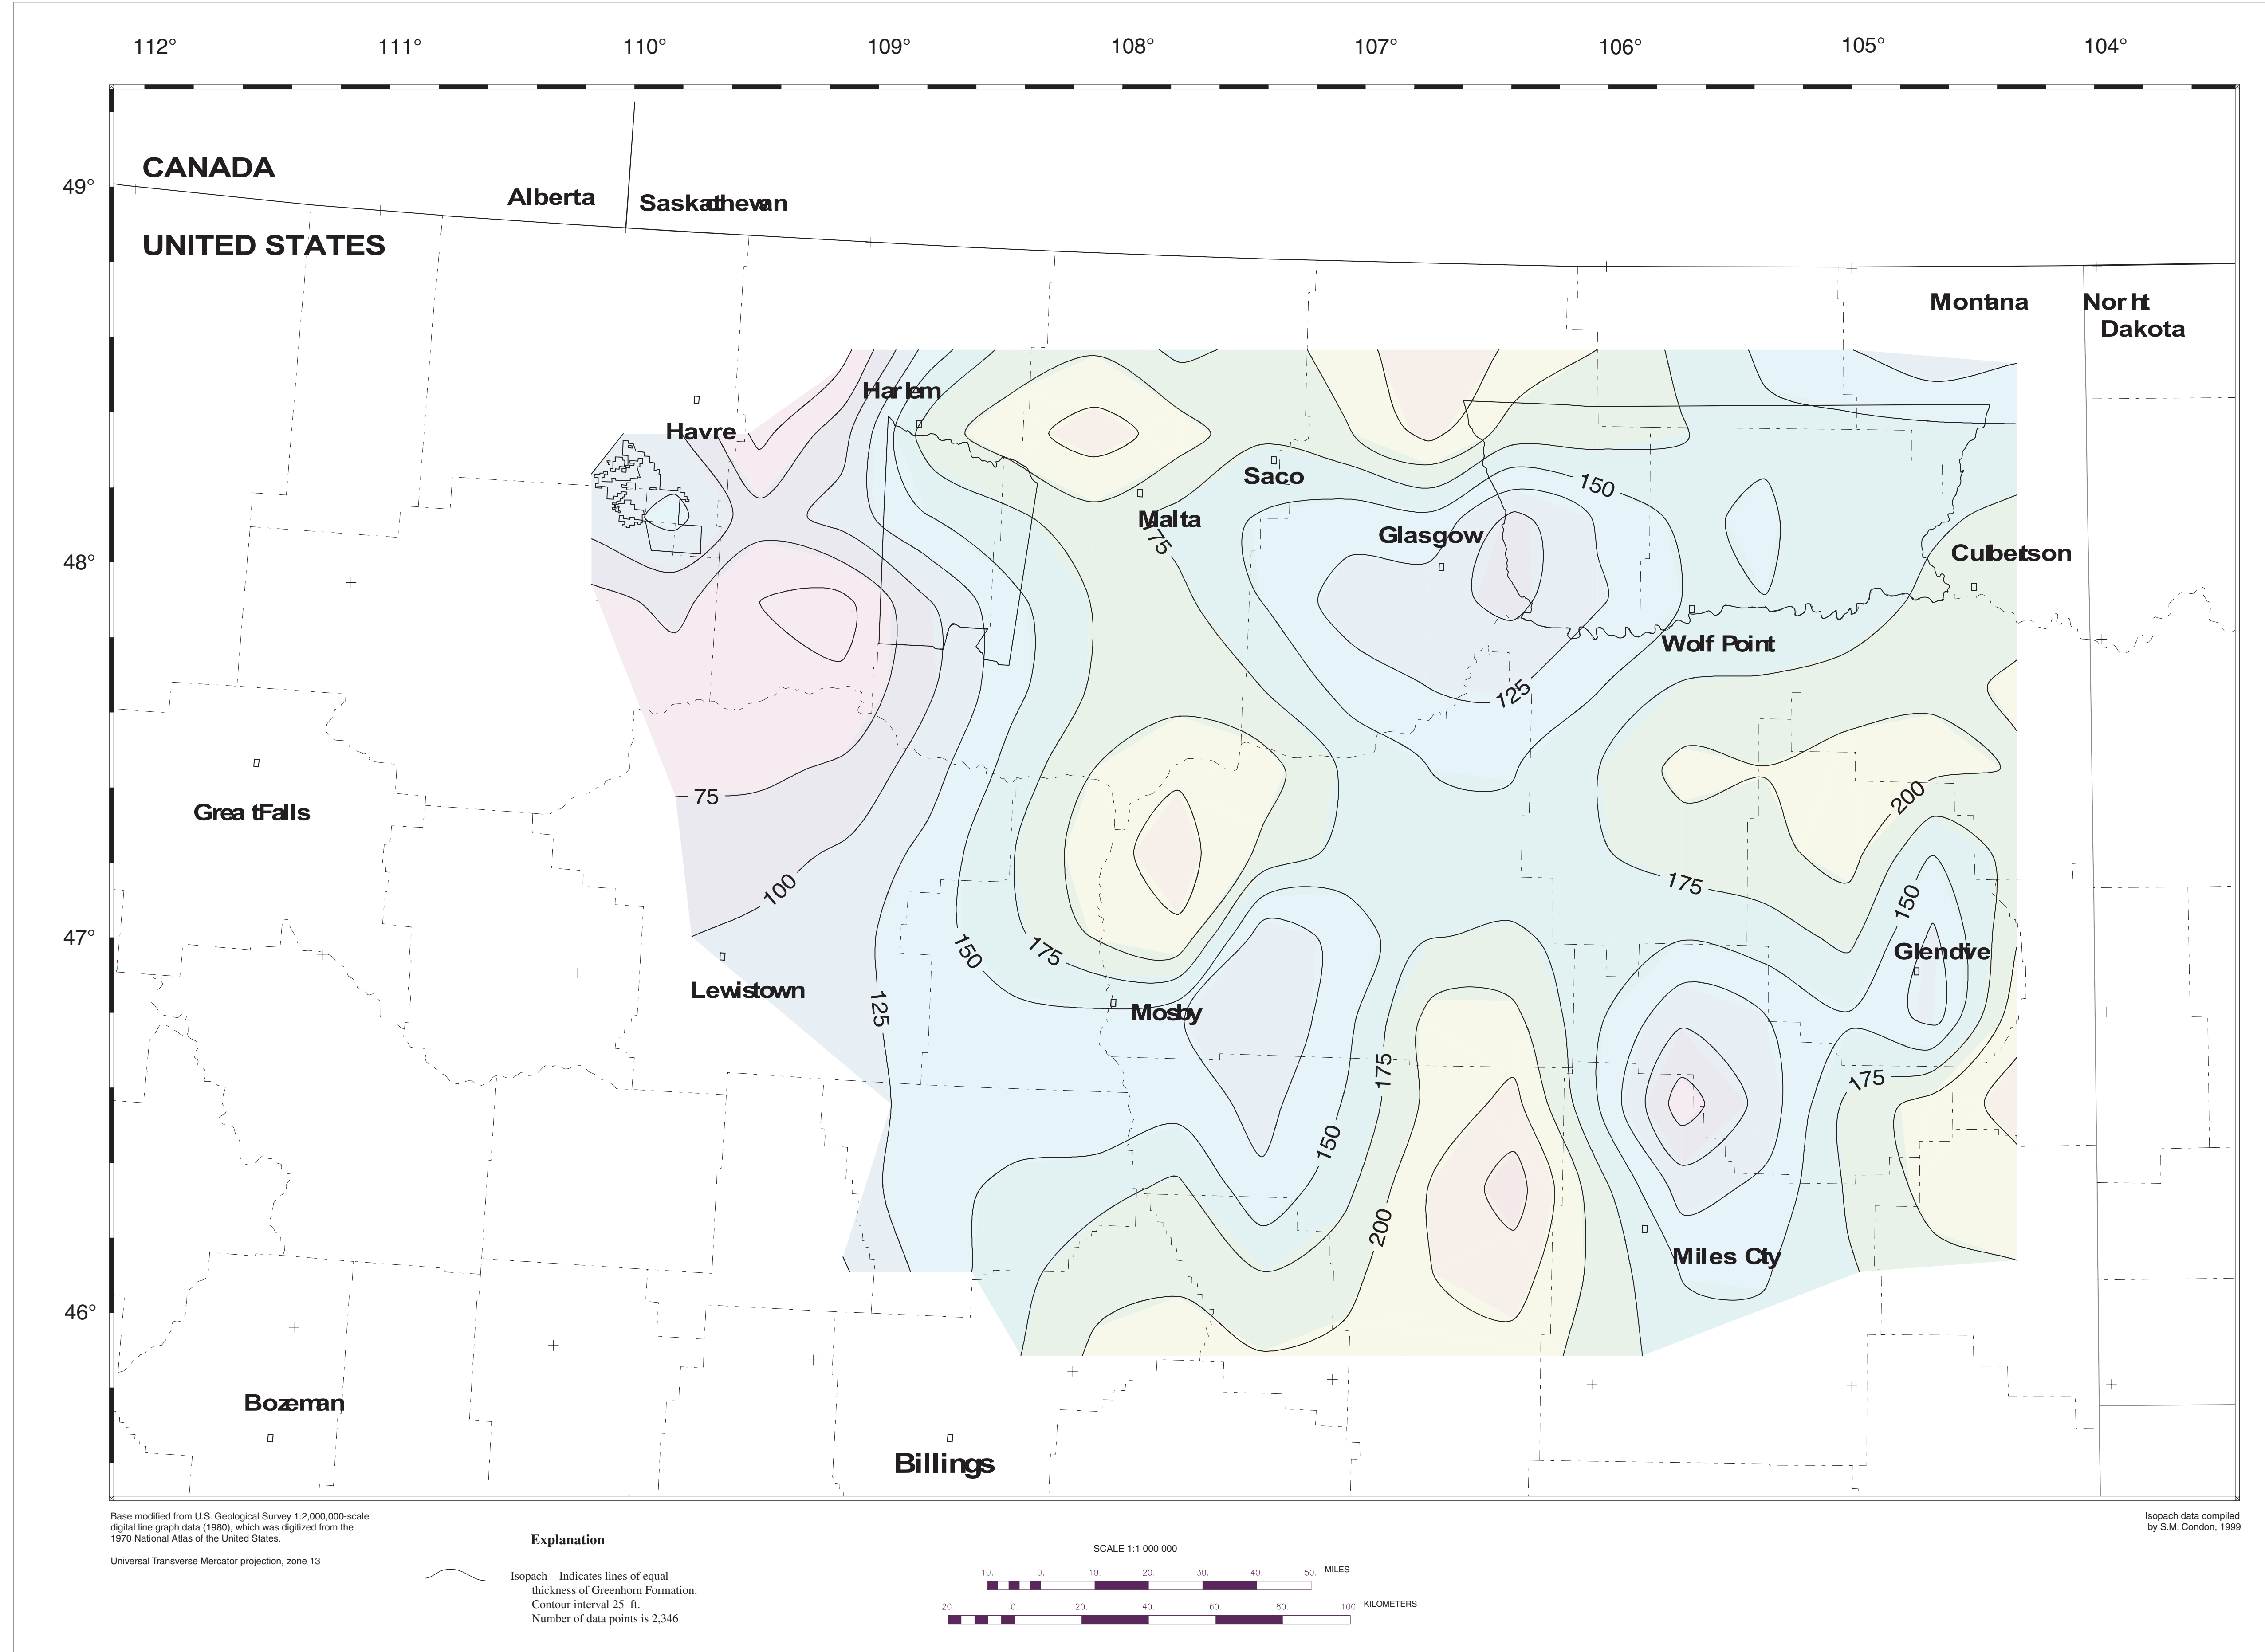 112° 111° 110° 109° 108° 107° 106° 105° 104°
49°
48°
47°
46°
CANADA
Alberta
Saskatchewan
UNITED STATES
Montana
North
Dakota
Harlem
Havre
Saco
150
Malta
175
Glasgow
Culbertson
Wolf Point
125
75
200
Great Falls
100
175
150
150
175
Glendive
Lewistown
125
Mosby
175
175
150
200
Miles City
Bozeman
Billings
Base modified from U.S. Geological Survey 1:2,000,000-scale
digital line graph data (1980), which was digitized from the
1970 National Atlas of the United States.
Universal Transverse Mercator projection, zone 13
Explanation
Isopach—Indicates lines of equal
thickness of Greenhorn Formation.
Contour interval 25 ft.
Number of data points is 2,346
SCALE 1:1 000 000
10. 0. 10. 20. 30. 40. 50. MILES
20. 0. 20. 40. 60. 80. 100. KILOMETERS
Isopach data compiled
by S.M. Condon, 1999